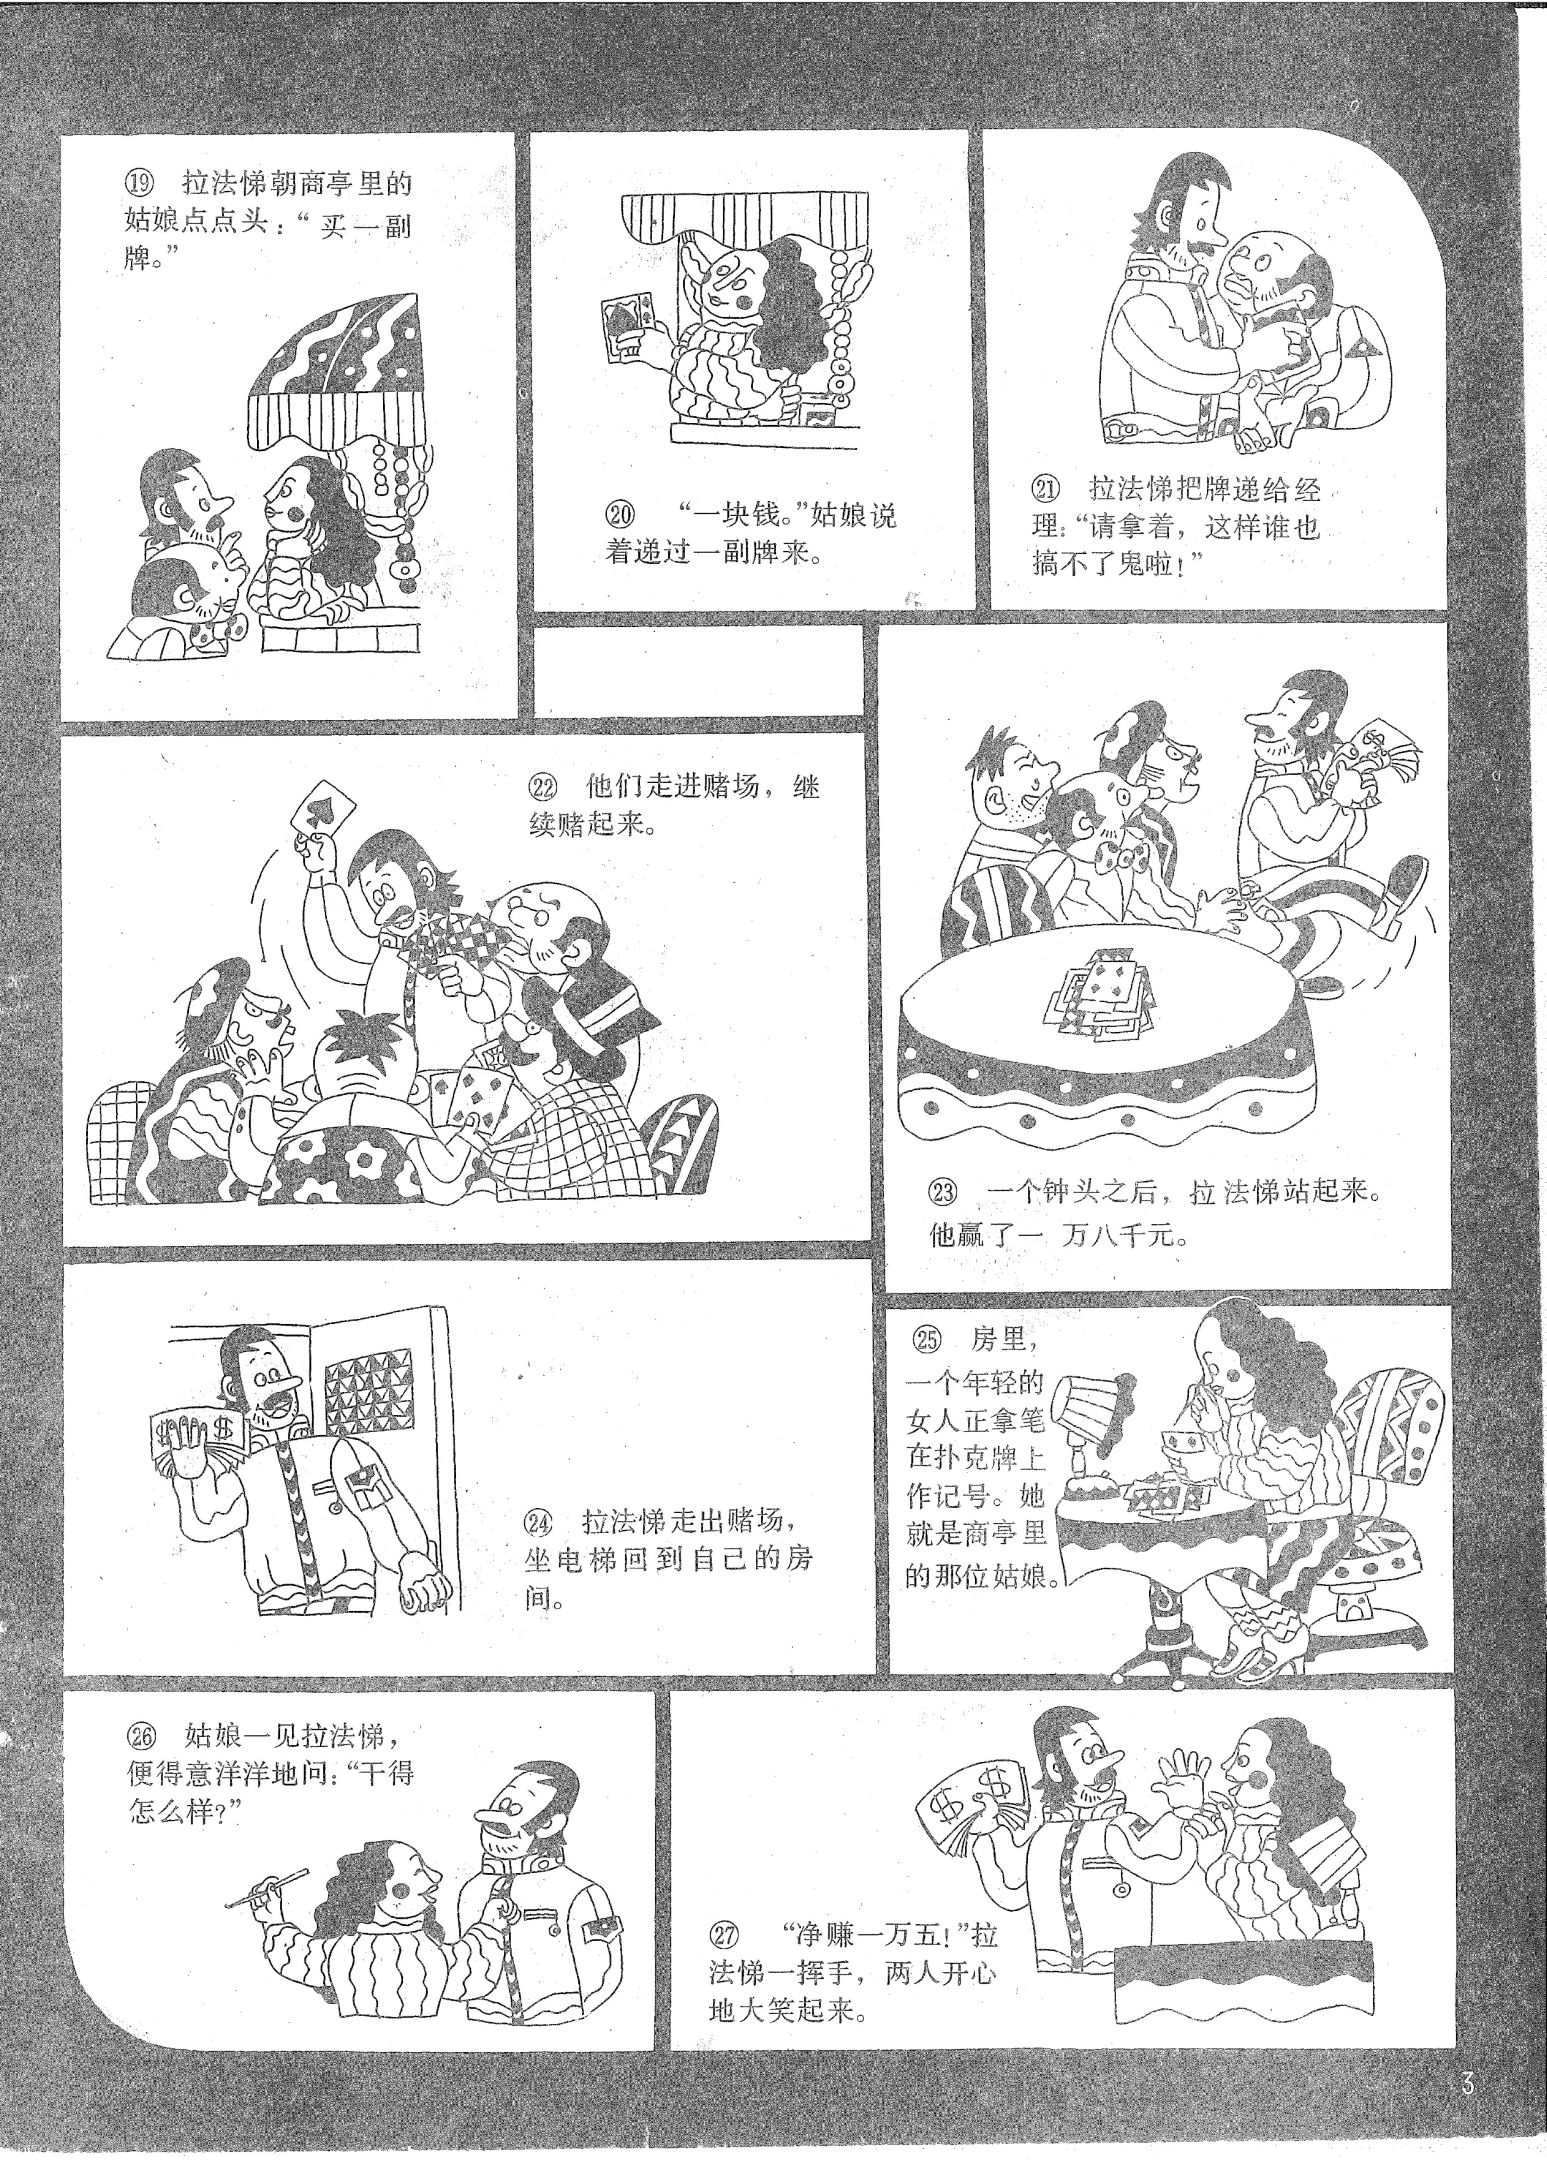 ⑲ 拉法悌朝商亭里的
姑娘点点头:“买一副
牌。”
⑳ “一块钱。”姑娘说
着递过一副牌来。
㉑ 拉法悌把牌递给经
理:“请拿着，这样谁也
搞不了鬼啦!”
㉒ 他们走进赌场，继
续赌起来。
㉓ 一个钟头之后，拉法悌站起来。
他赢了一 万八千元。
㉔ 拉法悌走出赌场，
坐电梯回到自己的房
间。
㉕ 房里，
一个年轻的
女人正拿笔
在扑克牌上
作记号。她
就是商亭里
的那位姑娘。
㉖ 姑娘一见拉法悌，
便得意洋洋地问:“干得
怎么样?”
㉗ “净赚一万五!”拉
法悌一挥手，两人开心
地大笑起来。
$ $
$ $
$
3